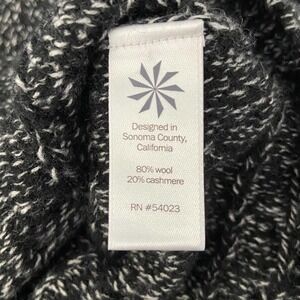 Designed in
Sonoma County,
California
80% wool
20% cashmere
RN #54023